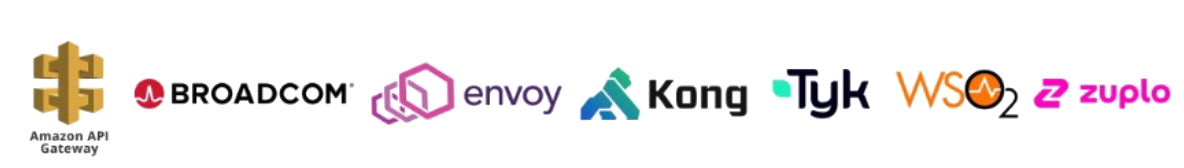 Amazon API
Gateway
BROADCOM®
envoy
Kong
Tyk
WSO2
zuplo